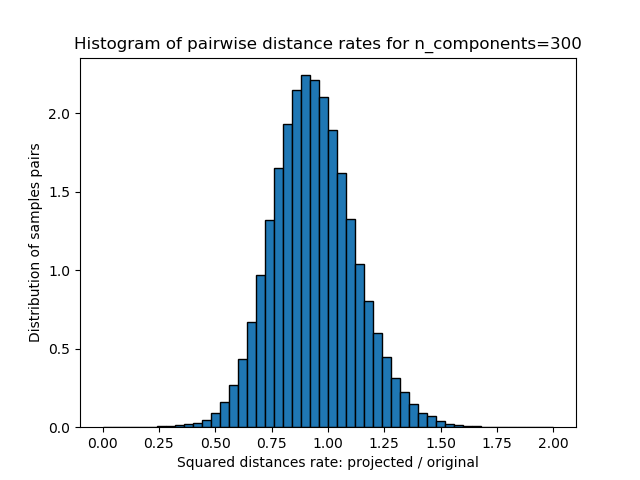 Histogram of pairwise distance rates for n_components=300
2.0
1.5
1.0
0.5
0.0
Distribution of samples pairs
0.00 0.25 0.50 0.75 1.00 1.25 1.50 1.75 2.00
Squared distances rate: projected / original